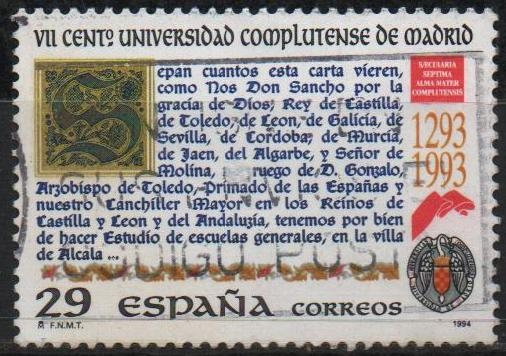 VII CENTº UNIVERSIDAD COMPLUTENSE DE MADRID
Sepan cuantos esta carta vieren,
como Nos Don Sancho por la
gracia de Dios, Rey de Castilla,
de Toledo, de Leon, de Galicia, de
Sevilla, de Cordoba, de Murcia,
de Jaen, del Algarbe, y Señor de
Molina, ruego de D. Gonzalo,
Arzobispo de Toledo, Primado de las Españas y
nuestro Canchiller Mayor en los Reinos de
Castilla y Leon y del Andaluzía, tenemos por bien
de hacer Estudio de escuelas generales, en la villa
de Alcala ...
SAECULARIA
SEPTIMA
ALMA MATER
COMPLUTENSIS
1293
1993
CODIGO POST
29 ESPAÑA CORREOS
F.N.M.T.
1994